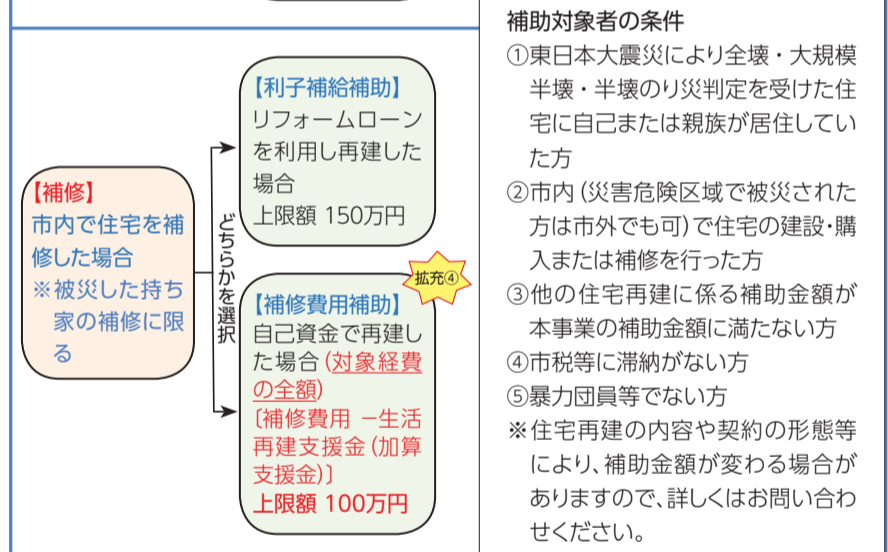 【補修】
市内で住宅を補
修した場合
※被災した持ち
家の補修に限
る
どちらかを選択
【利子補給補助】
リフォームローン
を利用し再建した
場合
上限額 150万円
拡充④
【補修費用補助】
自己資金で再建し
た場合(対象経費
の全額)
〔補修費用 −生活
再建支援金(加算
支援金)〕
上限額 100万円
補助対象者の条件
①東日本大震災により全壊・大規模
半壊・半壊のり災判定を受けた住
宅に自己または親族が居住してい
た方
②市内(災害危険区域で被災された
方は市外でも可)で住宅の建設・購
入または補修を行った方
③他の住宅再建に係る補助金額が
本事業の補助金額に満たない方
④市税等に滞納がない方
⑤暴力団員等でない方
※住宅再建の内容や契約の形態等
により、補助金額が変わる場合が
ありますので、詳しくはお問い合わ
せください。